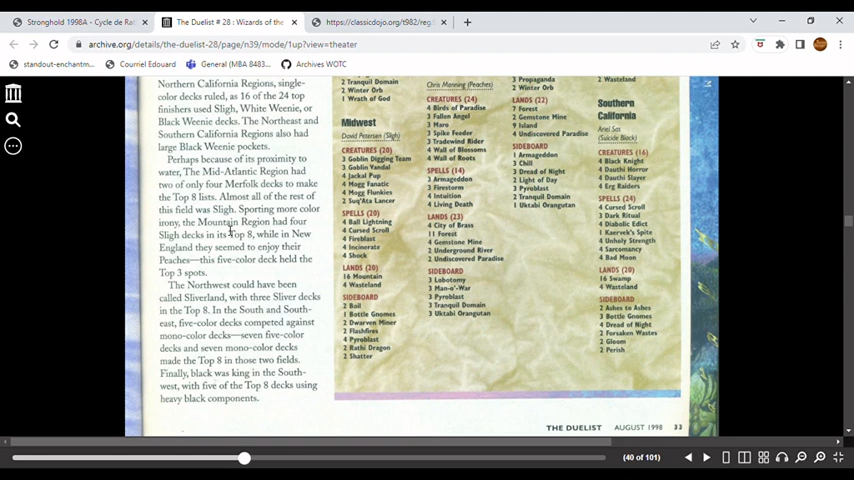 Stronghold 1998A - Cycle de Ra
The Duelist # 28 : Wizards of the
https://classicdojo.org/t982/reg
archive.org/details/the-duelist-28/page/n39/mode/1up?view=theater
standout-enchantm...
Courriel Edouard
General (MBA 8483...
Archives WOTC
Northern California Regions, single-
color decks ruled, as 16 of the 24 top
finishers used Sligh, White Weenie, or
Black Weenie decks. The Northeast and
Southern California Regions also had
large Black Weenie pockets.
Perhaps because of its proximity to
water, The Mid-Atlantic Region had
two of only four Merfolk decks to make
the Top 8 lists. Almost all of the rest of
this field was Sligh. Sporting more color
irony, the Mountain Region had four
Sligh decks in its Top 8, while in New
England they seemed to enjoy their
Peaches—this five-color deck held the
Top 3 spots.
The Northwest could have been
called Sliverland, with three Sliver decks
in the Top 8. In the South and South-
east, five-color decks competed against
mono-color decks—seven five-color
decks and seven mono-color decks
made the Top 8 in those two fields.
Finally, black was king in the South-
west, with five of the Top 8 decks using
heavy black components.
2 Tranquil Domain
2 Winter Orb
1 Wrath of God
Midwest
David Petersen (Sligh)
CREATURES (20)
3 Goblin Digging Team
3 Goblin Vandal
4 Jackal Pup
4 Mogg Fanatic
4 Mogg Flunkies
2 Suq'Ata Lancer
SPELLS (20)
4 Ball Lightning
4 Cursed Scroll
4 Fireblast
4 Incinerate
4 Shock
LANDS (20)
16 Mountain
4 Wasteland
SIDEBOARD
2 Boil
1 Bottle Gnomes
2 Dwarven Miner
2 Flashfires
4 Pyroblast
2 Rathi Dragon
2 Shatter
Chris Manning (Peaches)
CREATURES (24)
4 Birds of Paradise
3 Fallen Angel
3 Maro
3 Spike Feeder
3 Tradewind Rider
4 Wall of Blossoms
4 Wall of Roots
SPELLS (14)
3 Armageddon
3 Firestorm
4 Intuition
4 Living Death
LANDS (23)
4 City of Brass
11 Forest
4 Gemstone Mine
2 Underground River
2 Undiscovered Paradise
SIDEBOARD
3 Lobotomy
3 Man-o'-War
3 Pyroblast
3 Tranquil Domain
3 Uktabi Orangutan
3 Propaganda
2 Winter Orb
LANDS (22)
7 Forest
2 Gemstone Mine
9 Island
4 Undiscovered Paradise
SIDEBOARD
1 Armageddon
3 Chill
3 Dread of Night
2 Light of Day
3 Pyroblast
2 Tranquil Domain
1 Uktabi Orangutan
2 Wasteland
Southern
California
Ariel Sas
(Suicide Black)
CREATURES (16)
4 Black Knight
4 Dauthi Horror
4 Dauthi Slayer
4 Erg Raiders
SPELLS (24)
4 Cursed Scroll
3 Dark Ritual
4 Diabolic Edict
1 Kaervek's Spite
4 Unholy Strength
4 Sarcomancy
4 Bad Moon
LANDS (20)
16 Swamp
4 Wasteland
SIDEBOARD
2 Ashes to Ashes
3 Bottle Gnomes
4 Dread of Night
2 Forsaken Wastes
2 Gloom
2 Perish
THE DUELIST AUGUST 1998 33
(40 of 101)